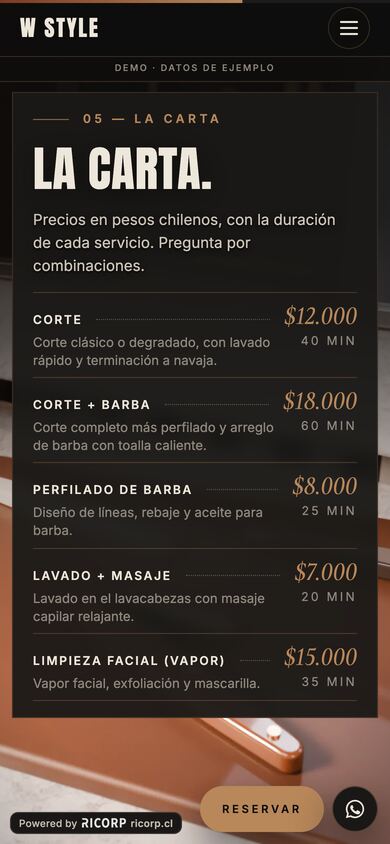 W STYLE
DEMO · DATOS DE EJEMPLO
05 — LA CARTA
LA CARTA.
Precios en pesos chilenos, con la duración
de cada servicio. Pregunta por
combinaciones.
CORTE $12.000
Corte clásico o degradado, con lavado 40 MIN
rápido y terminación a navaja.
CORTE + BARBA $18.000
Corte completo más perfilado y arreglo 60 MIN
de barba con toalla caliente.
PERFILADO DE BARBA $8.000
Diseño de líneas, rebaje y aceite para 25 MIN
barba.
LAVADO + MASAJE $7.000
Lavado en el lavacabezas con masaje 20 MIN
capilar relajante.
LIMPIEZA FACIAL (VAPOR) $15.000
Vapor facial, exfoliación y mascarilla. 35 MIN
RESERVAR
Powered by RICORP ricorp.cl